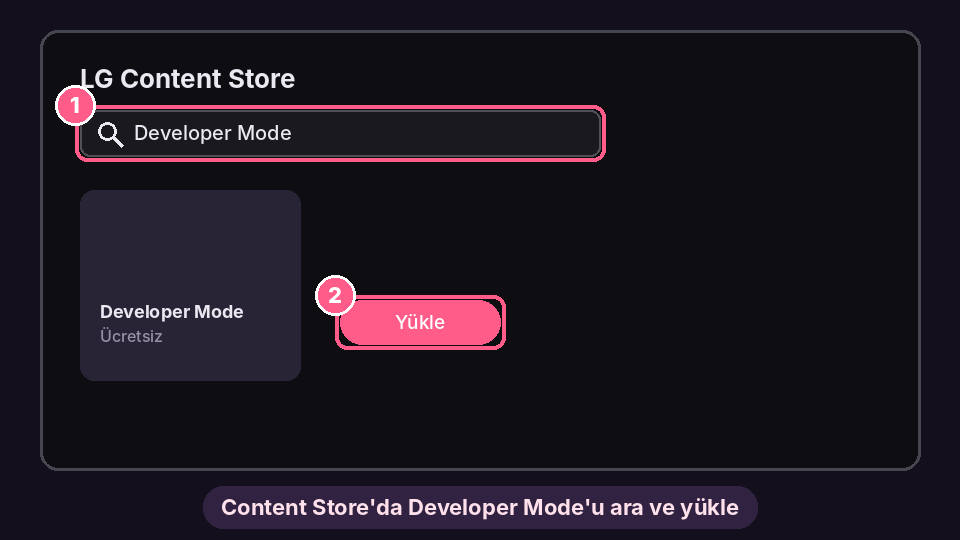 LG Content Store
1
Developer Mode
2
Yükle
Developer Mode
Ücretsiz
Content Store'da Developer Mode'u ara ve yükle